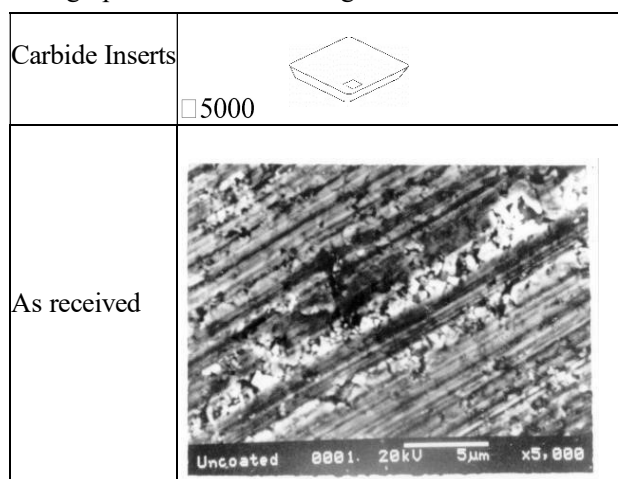 Carbide Inserts
□5000
As received
Uncoated 0001. 20kV 5µm x5,000